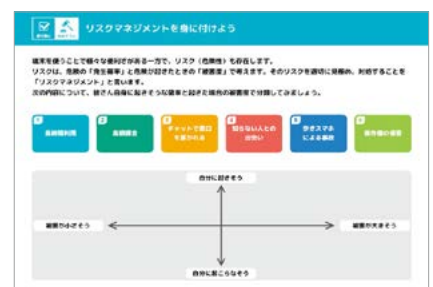 リスクマネジメントを身に付けよう
端末を使うことで様々な便利さがある一方で、リスク（危険性）も存在します。
リスクは、危険の「発生確率」と危険が起きたときの「被害度」で考えます。そのリスクを適切に見極め、対処することを
「リスクマネジメント」と言います。
次の内容について、皆さん自身に起きそうな確率と起きた場合の被害度で分類してみましょう。
1
長時間利用
2
高額課金
3
チャットで悪口
を言われる
4
知らない人との
出会い
5
歩きスマホ
による事故
6
自分に起きそう
被害が小さそう
被害が大きそう
自分に起こらなそう